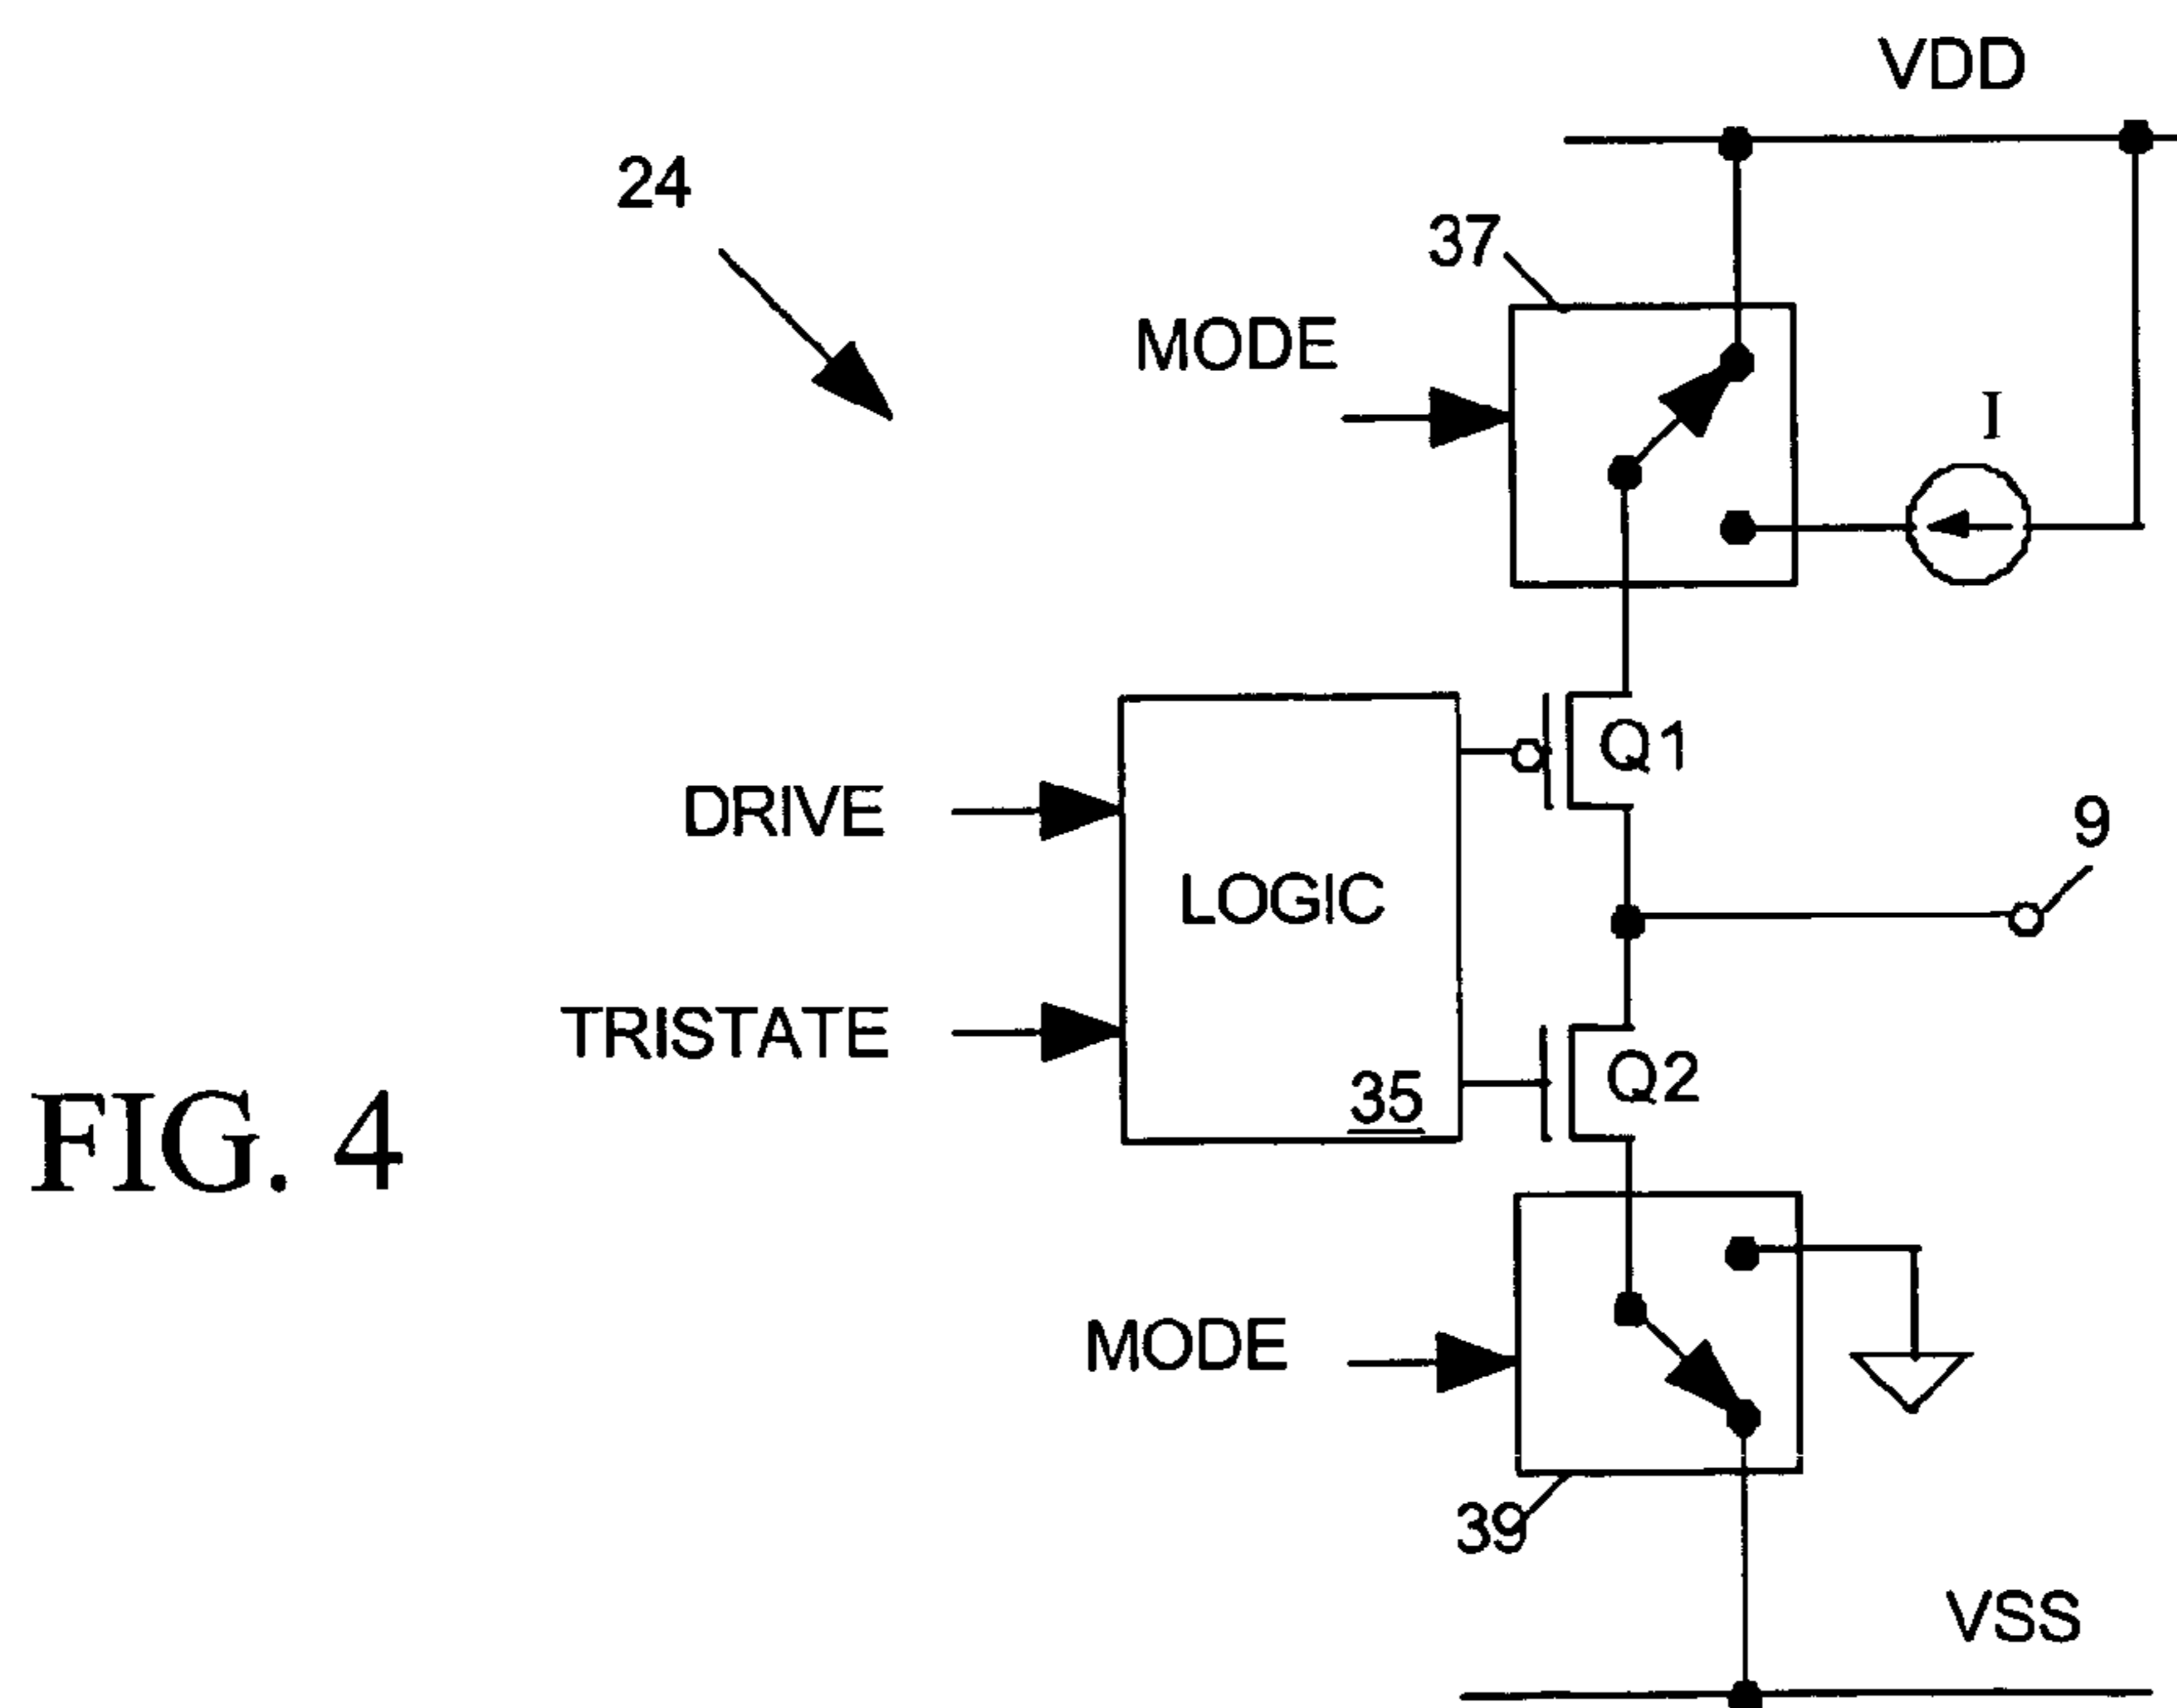 VDD
24
37
MODE
I
Q1
DRIVE
9
LOGIC
TRISTATE
35
Q2
FIG. 4
MODE
39
VSS